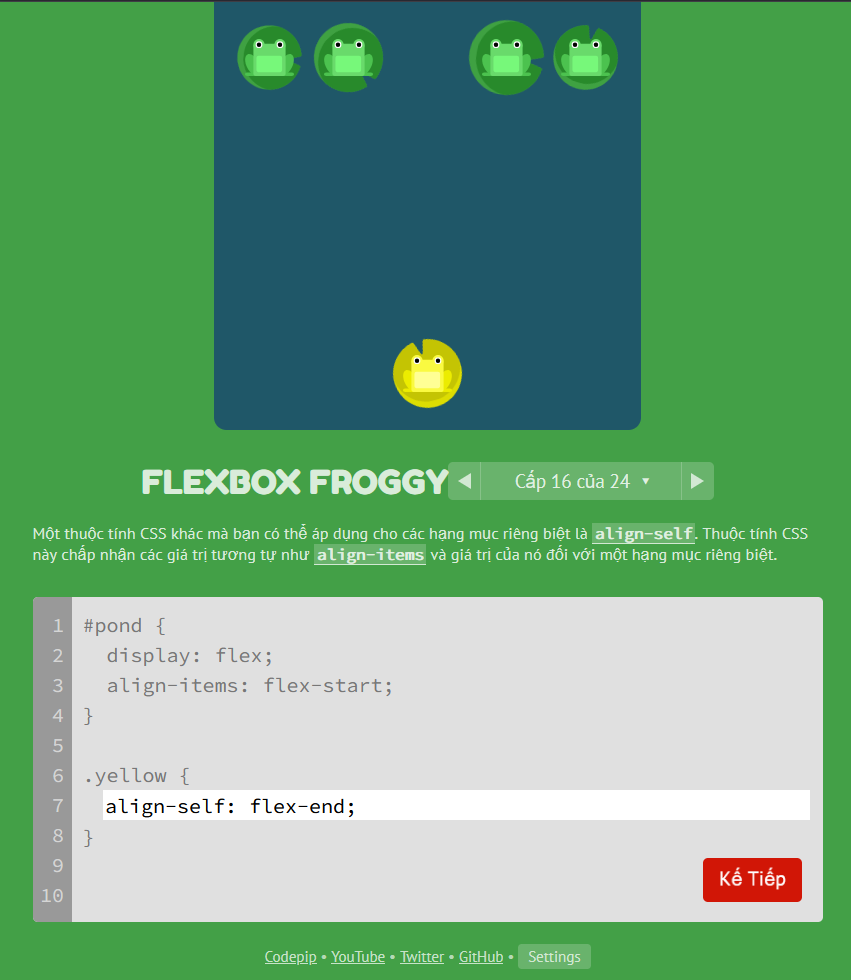 FLEXBOX FROGGY
◀ Cấp 16 của 24 ▼ ▶
Một thuộc tính CSS khác mà bạn có thể áp dụng cho các hạng mục riêng biệt là align-self. Thuộc tính CSS
này chấp nhận các giá trị tương tự như align-items và giá trị của nó đối với một hạng mục riêng biệt.
1 #pond {
2 display: flex;
3 align-items: flex-start;
4 }
5
6 .yellow {
7 align-self: flex-end;
8 }
9
10
Kế Tiếp
Codepip • YouTube • Twitter • GitHub • Settings